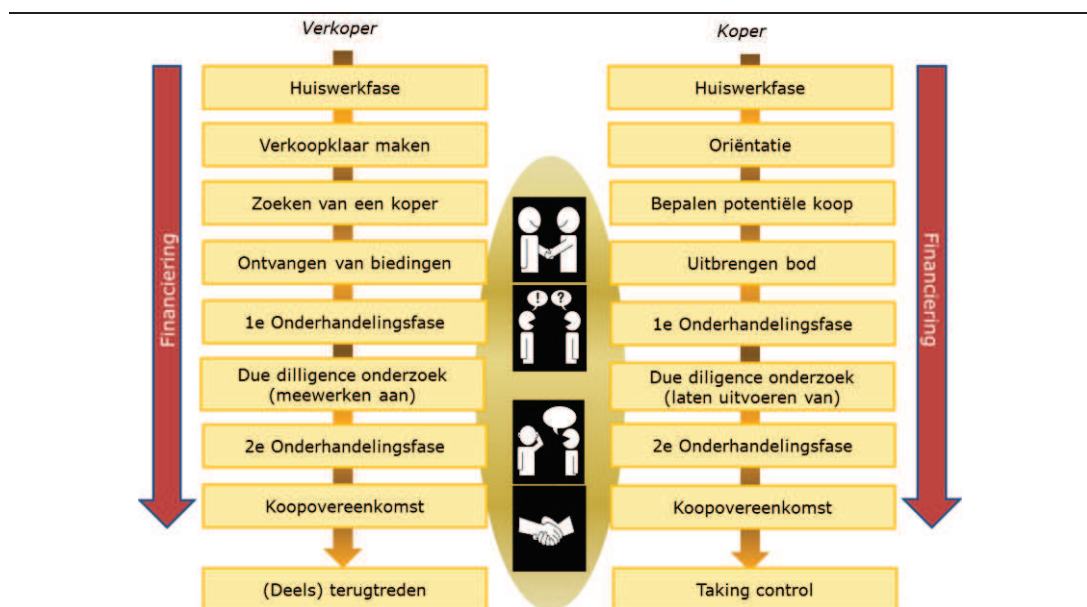 Verkoper
Koper
Financiering
Huiswerkfase
Verkoopklaar maken
Zoeken van een koper
Ontvangen van biedingen
1e Onderhandelingsfase
Due dilligence onderzoek
(meewerken aan)
2e Onderhandelingsfase
Koopovereenkomst
(Deels) terugtreden
! ?
Huiswerkfase
Oriëntatie
Bepalen potentiële koop
Uitbrengen bod
1e Onderhandelingsfase
Due diligence onderzoek
(laten uitvoeren van)
2e Onderhandelingsfase
Koopovereenkomst
Taking control
Financiering